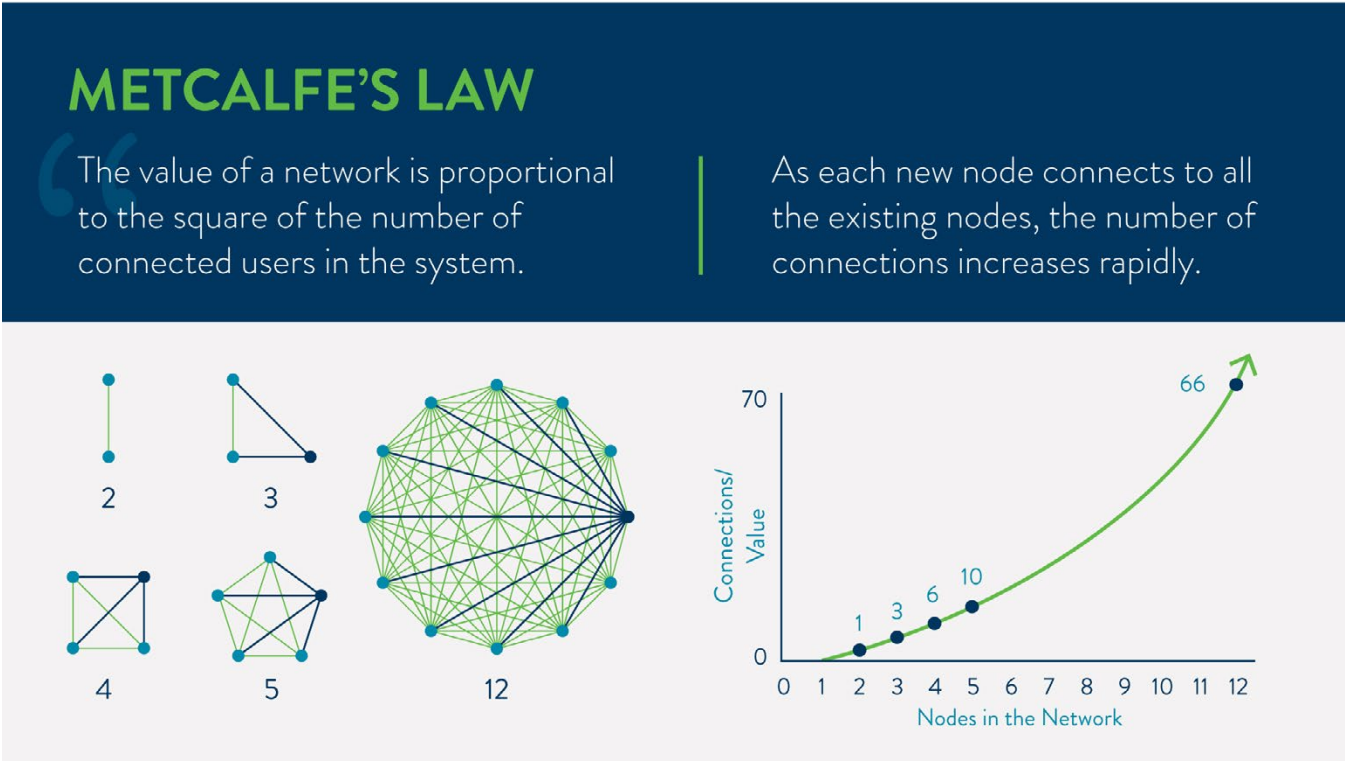 METCALFE'S LAW
“
The value of a network is proportional
to the square of the number of
connected users in the system.
As each new node connects to all
the existing nodes, the number of
connections increases rapidly.
2
3
12
4
5
70
66
Connections/
Value
10
6
3
1
0
0 1 2 3 4 5 6 7 8 9 10 11 12
Nodes in the Network